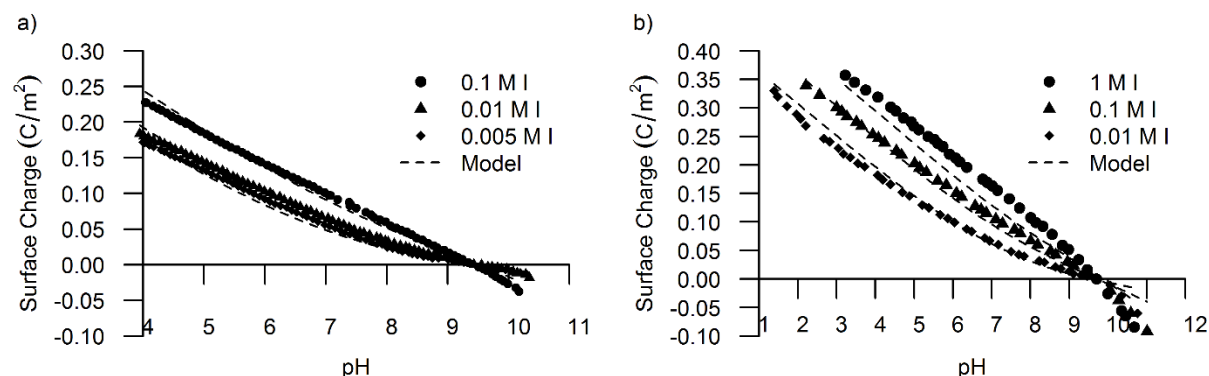 a)
Surface Charge (C/m²)
0.30
0.25
0.20
0.15
0.10
0.05
0.00
-0.05
-0.10
4 5 6 7 8 9 10 11
pH
0.1 M I
0.01 M I
0.005 M I
Model
b)
Surface Charge (C/m²)
0.40
0.35
0.30
0.25
0.20
0.15
0.10
0.05
0.00
-0.05
-0.10
1 2 3 4 5 6 7 8 9 10 11 12
pH
1 M I
0.1 M I
0.01 M I
Model